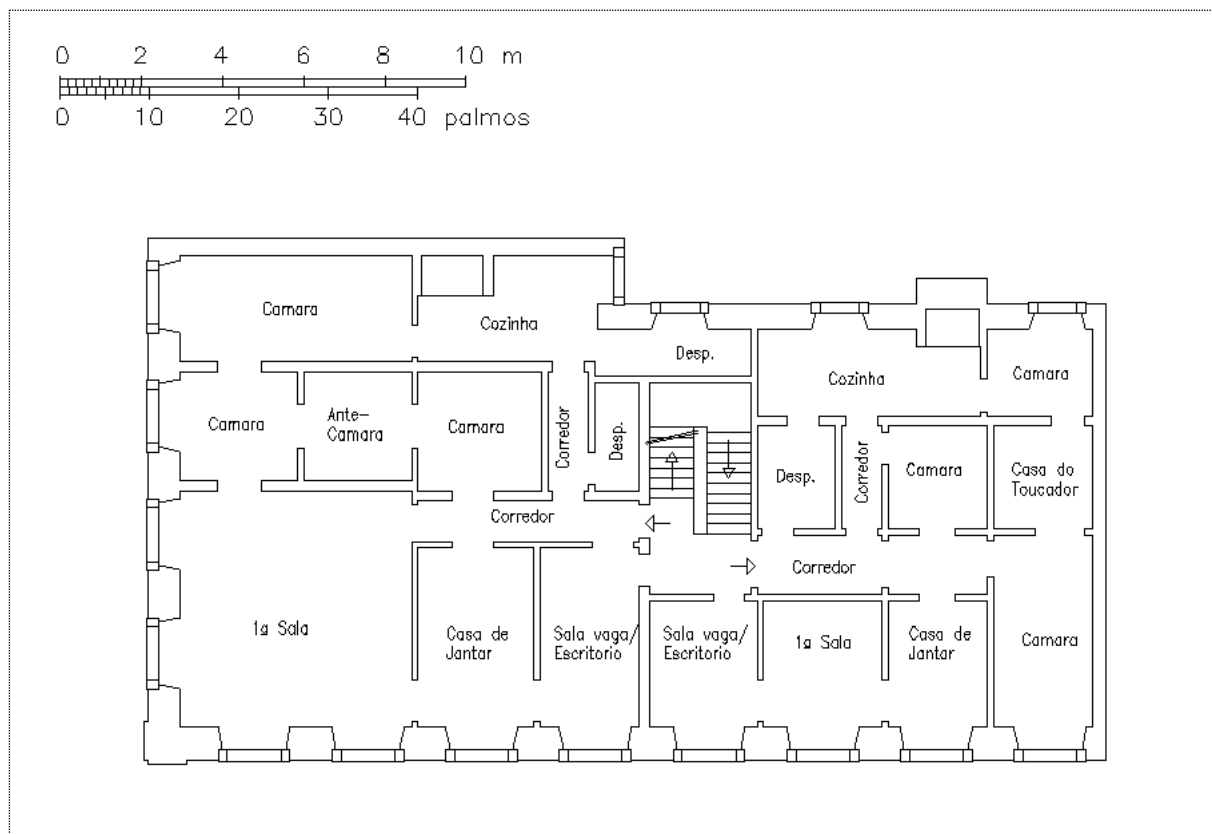 0 2 4 6 8 10 m
0 10 20 30 40 palmos
Camara
Cozinha
Desp.
Cozinha
Camara
Camara
Ante-
Camara
Camara
Corredor
Desp.
Desp.
Corredor
Camara
Casa do
Toucador
Corredor
Corredor
1ª Sala
Casa de
Jantar
Sala vaga/
Escritorio
Sala vaga/
Escritorio
1ª Sala
Casa de
Jantar
Camara